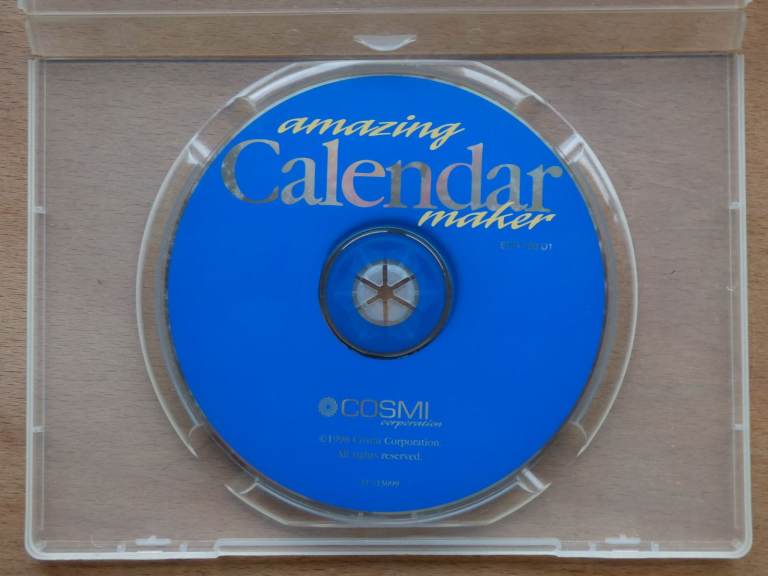 amazing
Calendar
maker
COSMI
corporation
©1998 Cosmi Corporation.
All rights reserved.